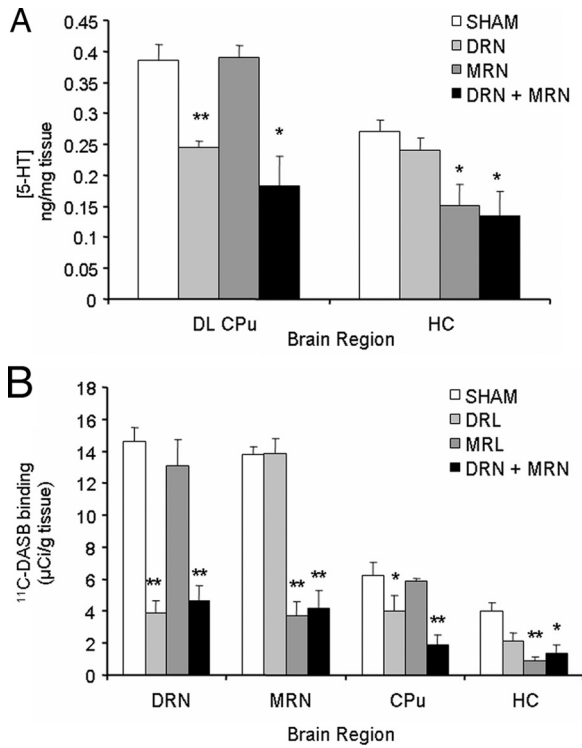 A
0.45
0.4
0.35
0.3
0.25
0.2
0.15
0.1
0.05
0
[5-HT]
ng/mg tissue
SHAM
DRN
MRN
DRN + MRN
**
*
*
*
DL CPu
HC
Brain Region
B
18
16
14
12
10
8
6
4
2
0
¹¹C-DASB binding
(µCi/g tissue)
SHAM
DRL
MRL
DRN + MRN
**
**
**
**
*
**
**
*
DRN
MRN
CPu
HC
Brain Region